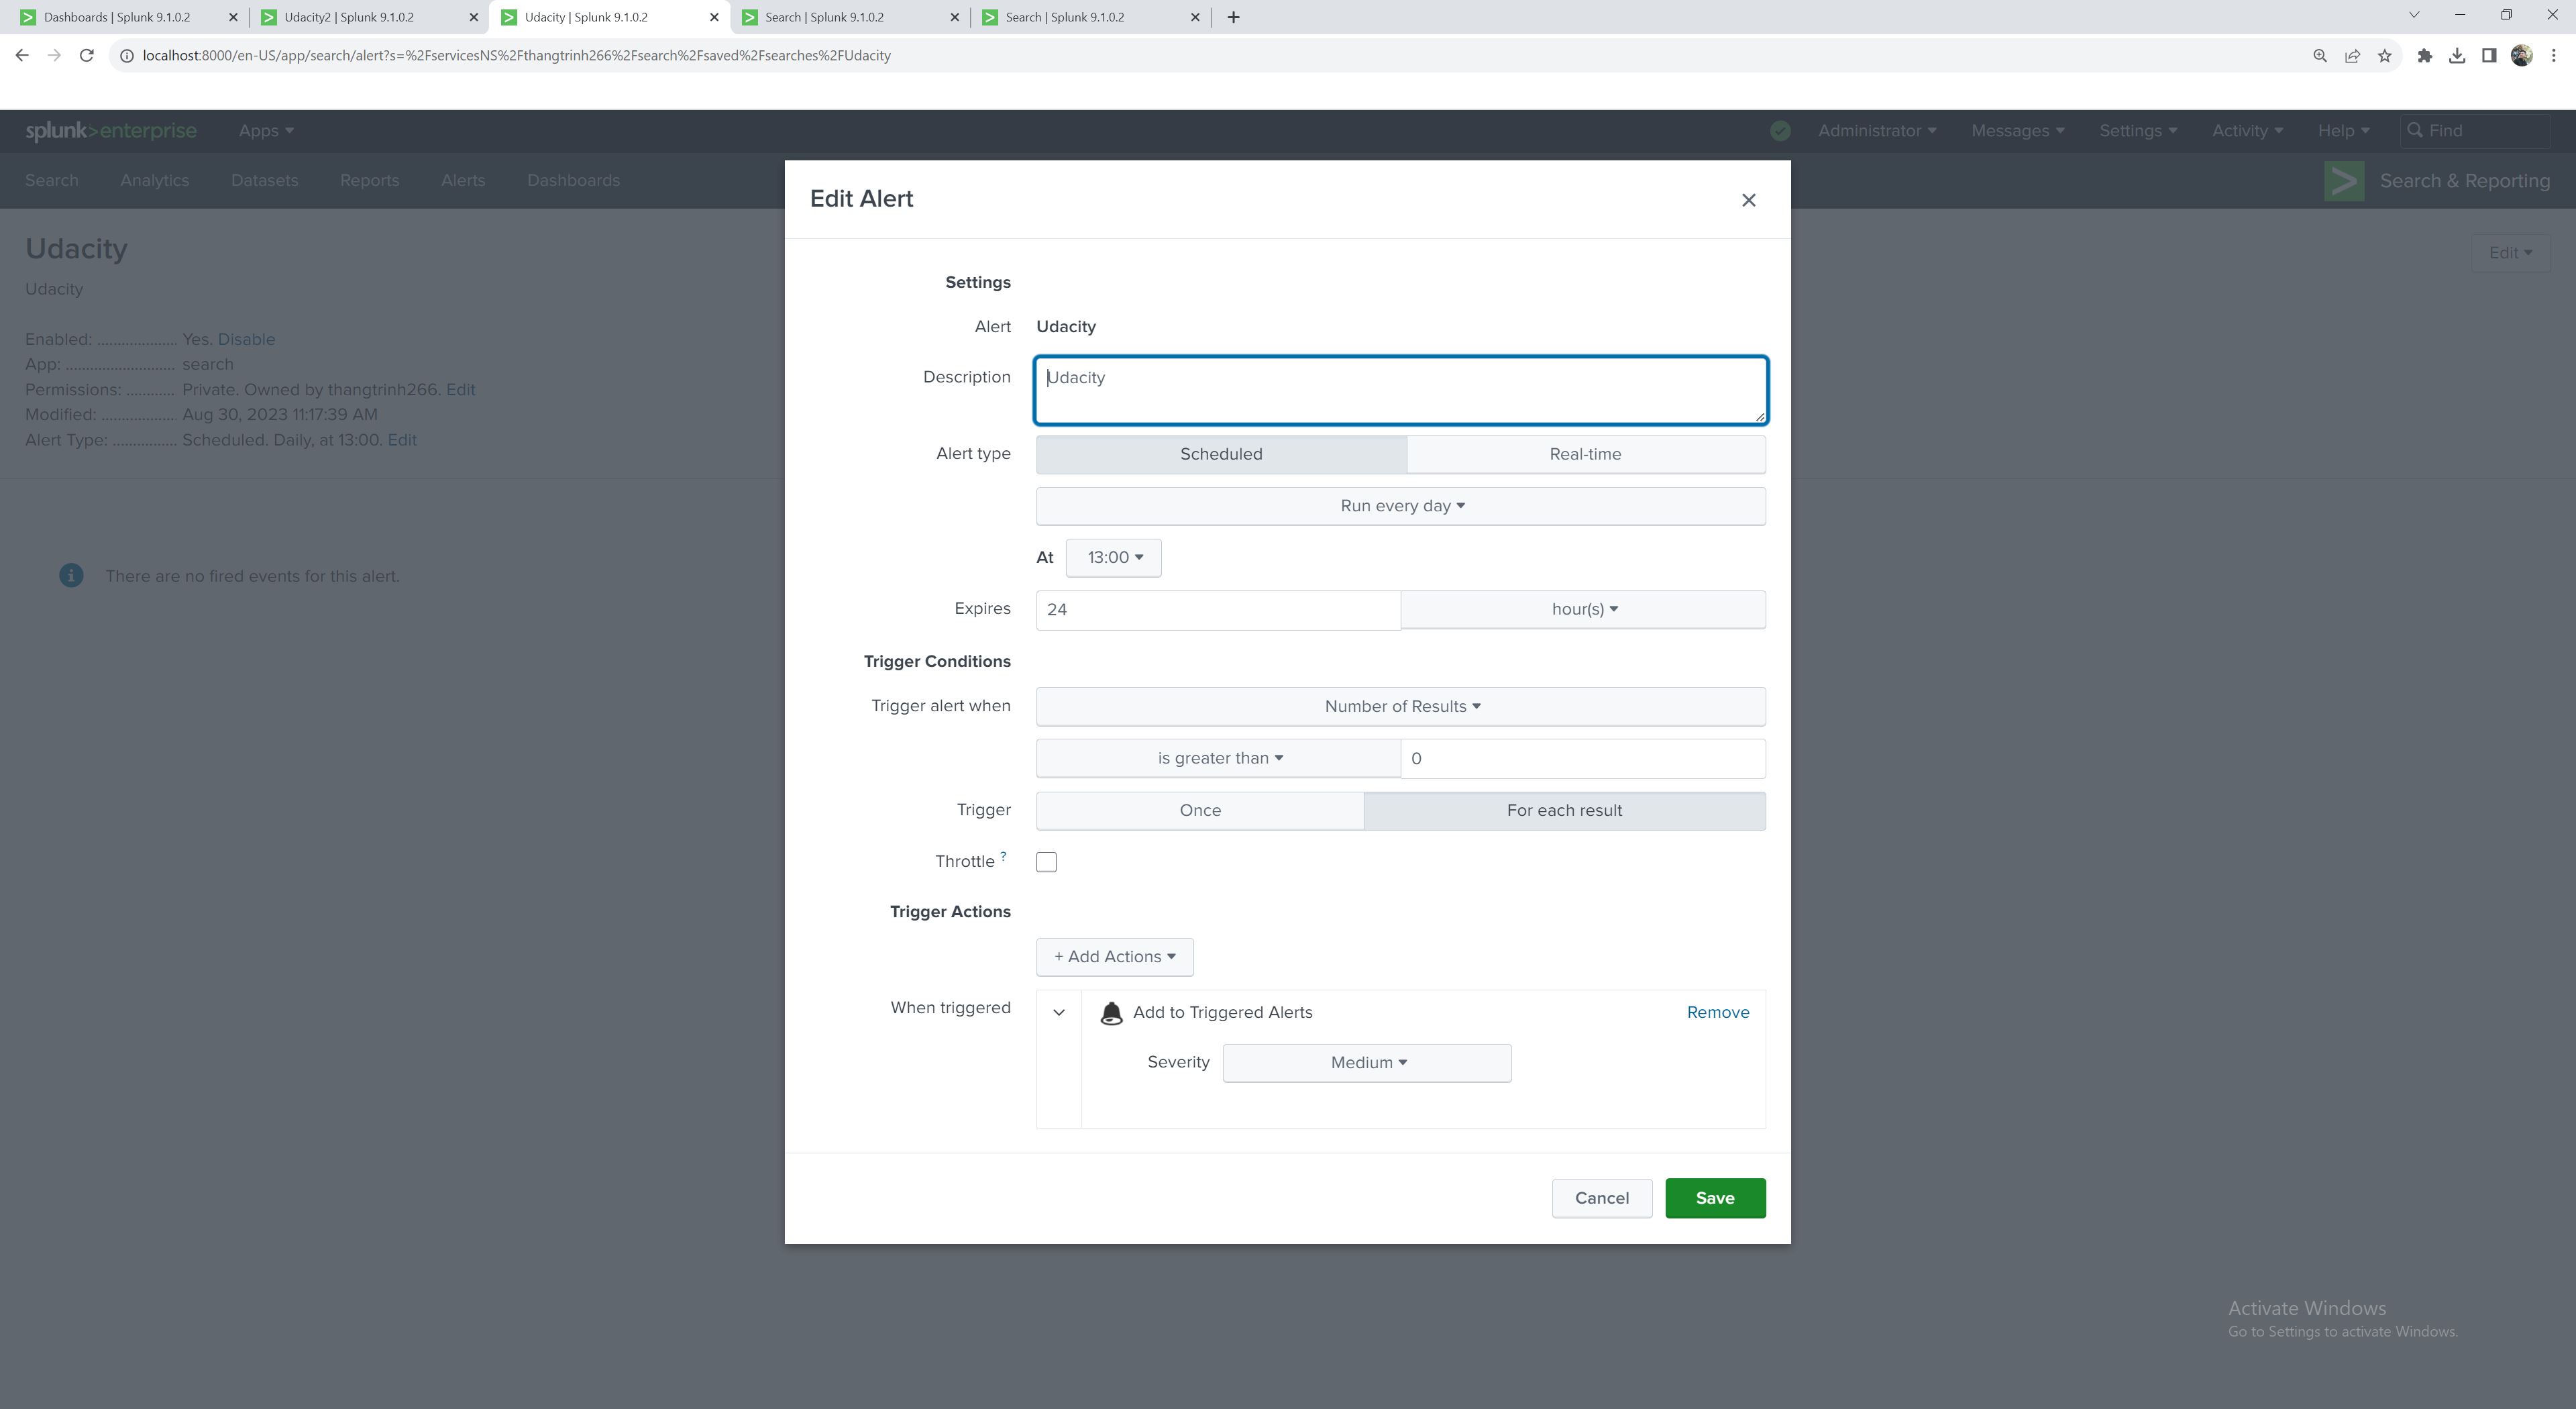 Dashboards | Splunk 9.1.0.2
Udacity2 | Splunk 9.1.0.2
Udacity | Splunk 9.1.0.2
Search | Splunk 9.1.0.2
Search | Splunk 9.1.0.2
localhost:8000/en-US/app/search/alert?s=%2FservicesNS%2Fthangtrinh266%2Fsearch%2Fsaved%2Fsearches%2FUdacity
splunk>enterprise
Apps
Administrator
Messages
Settings
Activity
Help
Find
Search
Analytics
Datasets
Reports
Alerts
Dashboards
Search & Reporting
Udacity
Edit
Udacity
Enabled: .................... Yes. Disable
App: ........................... search
Permissions: ............ Private. Owned by thangtrinh266. Edit
Modified: ................... Aug 30, 2023 11:17:39 AM
Alert Type: ................ Scheduled. Daily, at 13:00. Edit
There are no fired events for this alert.
Edit Alert
Settings
Alert Udacity
Description Udacity
Alert type Scheduled Real-time
Run every day
At 13:00
Expires 24 hour(s)
Trigger Conditions
Trigger alert when Number of Results
is greater than 0
Trigger Once For each result
Throttle ?
Trigger Actions
+ Add Actions
When triggered Add to Triggered Alerts Remove
Severity Medium
Cancel Save
Activate Windows
Go to Settings to activate Windows.